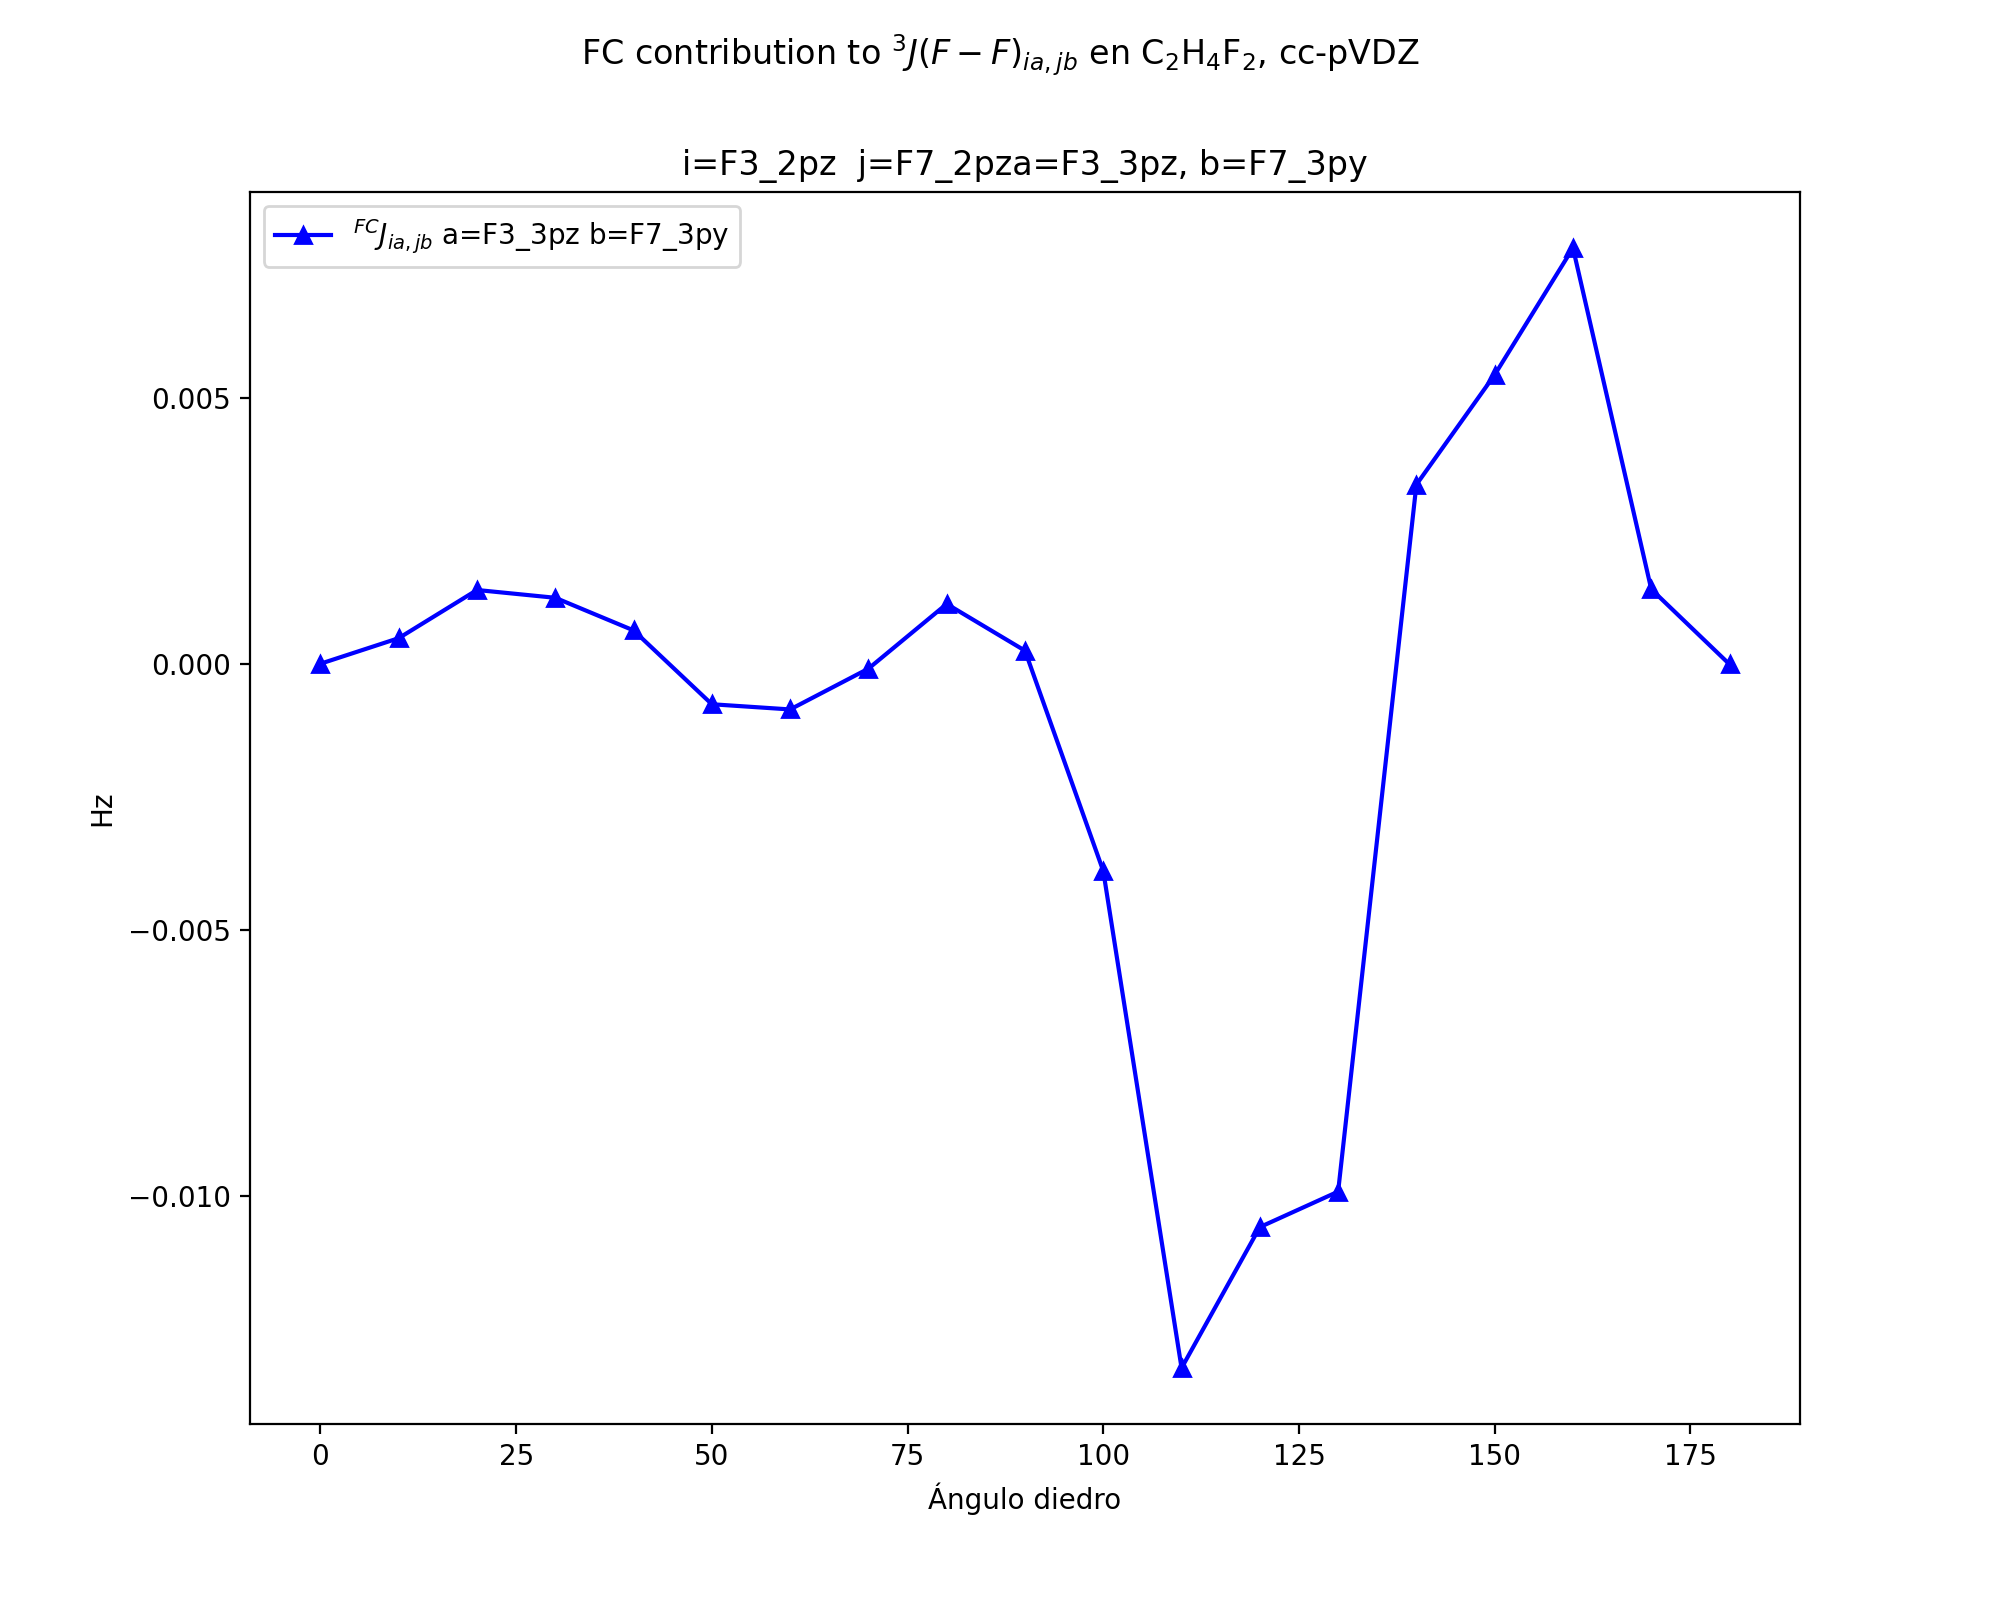 FC contribution to ³J(F − F)ia, jb en C₂H₄F₂, cc-pVDZ
i=F3_2pz  j=F7_2pza=F3_3pz, b=F7_3py
FCJia, jb a=F3_3pz b=F7_3py
0.005
0.000
−0.005
−0.010
Hz
0 25 50 75 100 125 150 175
Ángulo diedro